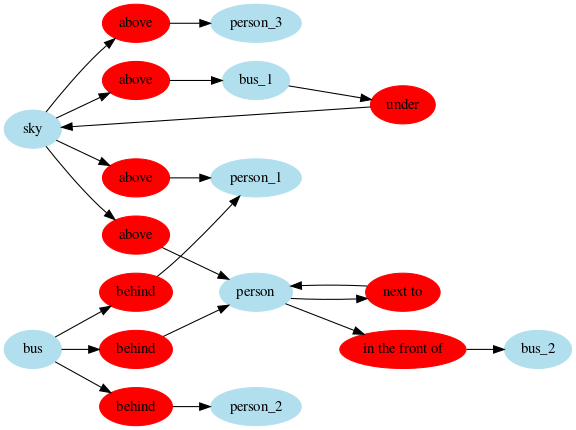 above
person_3
above
bus_1
under
sky
above
person_1
above
behind
person
next to
bus
behind
in the front of
bus_2
behind
person_2